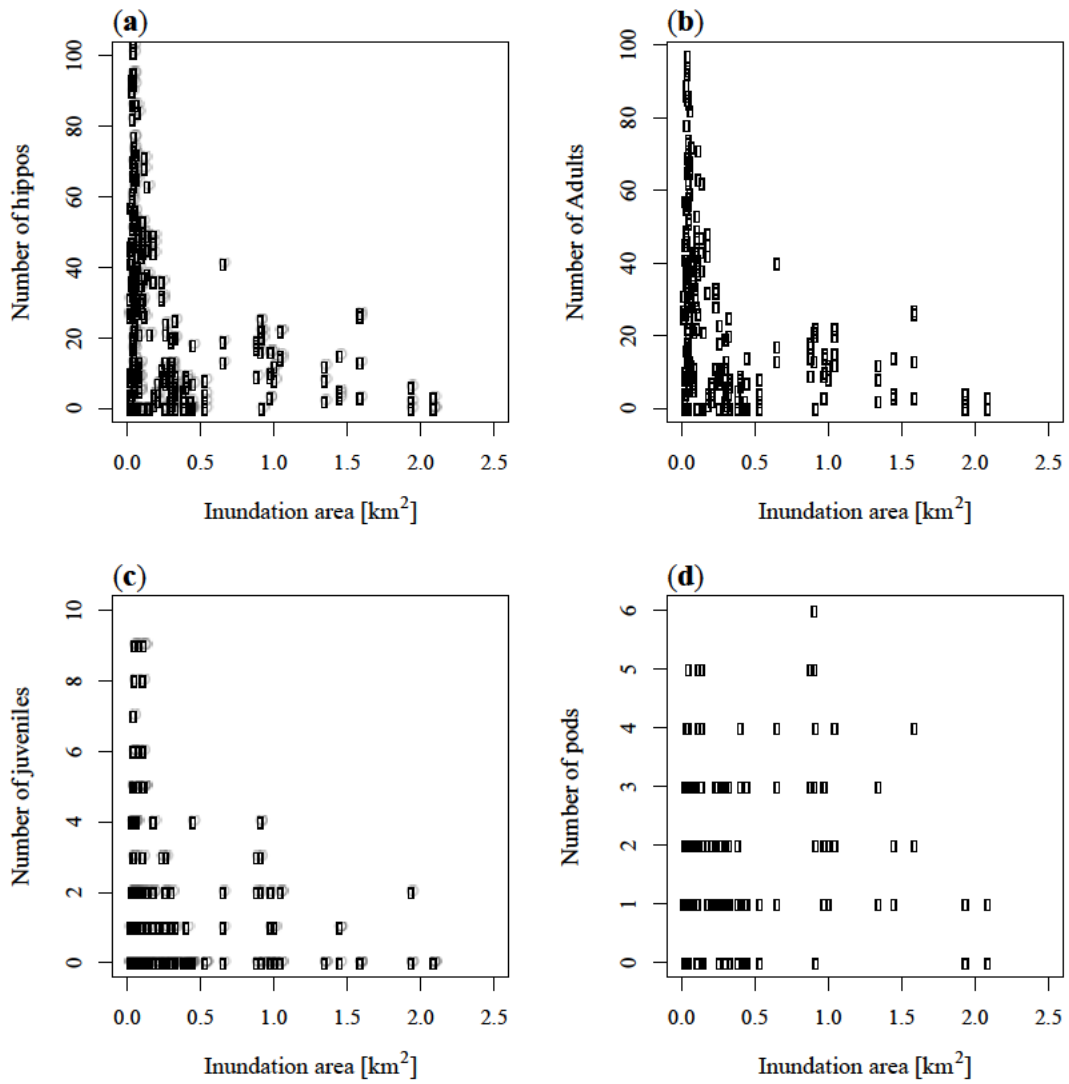 (a)
Number of hippos
100
80
60
40
20
0
0.0 0.5 1.0 1.5 2.0 2.5
Inundation area [km²]
(b)
Number of Adults
100
80
60
40
20
0
0.0 0.5 1.0 1.5 2.0 2.5
Inundation area [km²]
(c)
Number of juveniles
10
8
6
4
2
0
0.0 0.5 1.0 1.5 2.0 2.5
Inundation area [km²]
(d)
Number of pods
6
5
4
3
2
1
0
0.0 0.5 1.0 1.5 2.0 2.5
Inundation area [km²]